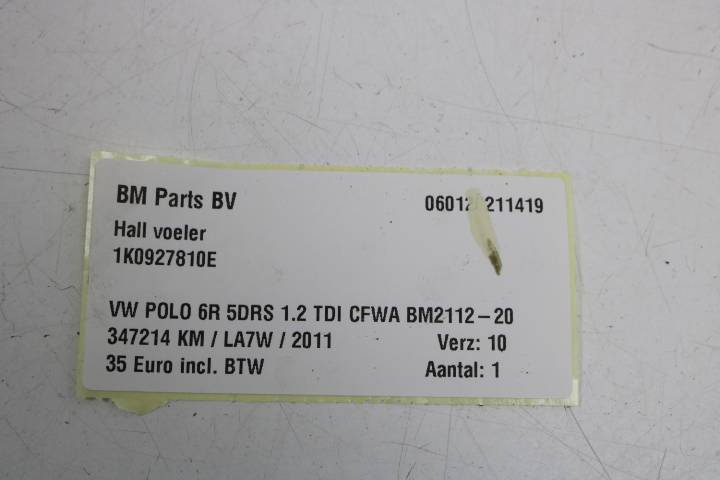 BM Parts BV
Hall voeler
1K0927810E
VW POLO 6R 5DRS 1.2 TDI CFWA BM2112-20
347214 KM / LA7W / 2011 Verz: 10
35 Euro incl. BTW Aantal: 1